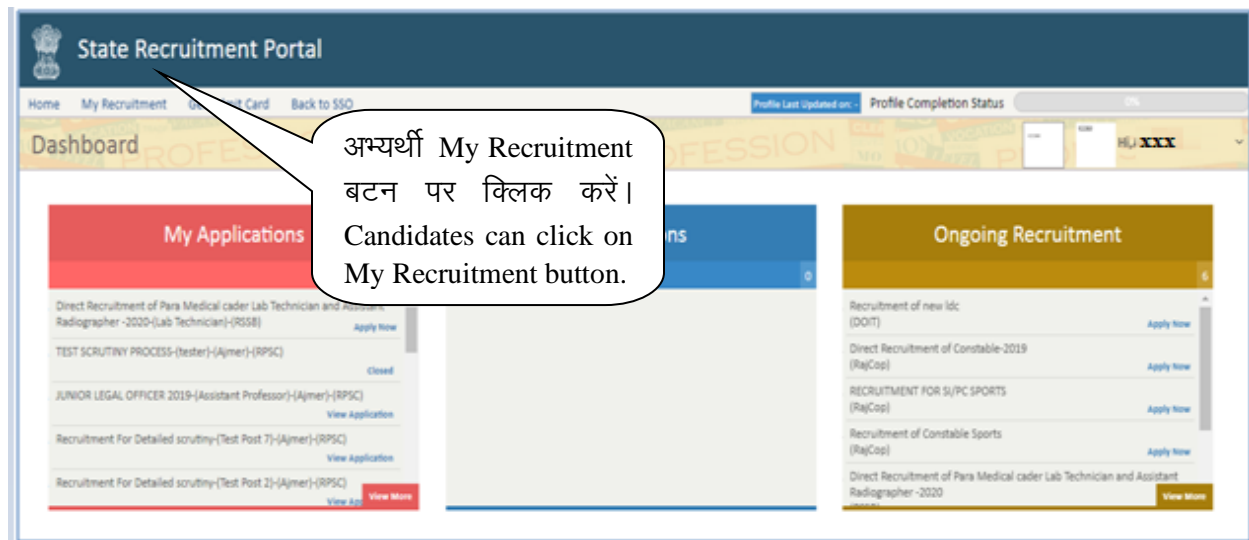 State Recruitment Portal
Home My Recruitment Card Back to SSO Profile Last Updated on: - Profile Completion Status 0%
Dashboard Hi, xxx
अभ्यर्थी My Recruitment
बटन पर क्लिक करें।
Candidates can click on
My Recruitment button.
My Applications
ns
0
Ongoing Recruitment
6
Direct Recruitment of Para Medical cader Lab Technician and Assistant
Radiographer -2020-(Lab Technician)-(RSSB)
Apply Now
TEST SCRUTINY PROCESS-(tester)-(Ajmer)-(RPSC)
Closed
JUNIOR LEGAL OFFICER 2019-(Assistant Professor)-(Ajmer)-(RPSC)
View Application
Recruitment For Detailed scrutiny-(Test Post 7)-(Ajmer)-(RPSC)
View Application
Recruitment For Detailed scrutiny-(Test Post 2)-(Ajmer)-(RPSC)
View App
View More
Recruitment of new ldc
(DOIT) Apply Now
Direct Recruitment of Constable-2019
(RajCop) Apply Now
RECRUITMENT FOR SI/PC SPORTS
(RajCop) Apply Now
Recruitment of Constable Sports
(RajCop) Apply Now
Direct Recruitment of Para Medical cader Lab Technician and Assistant
Radiographer -2020
View More